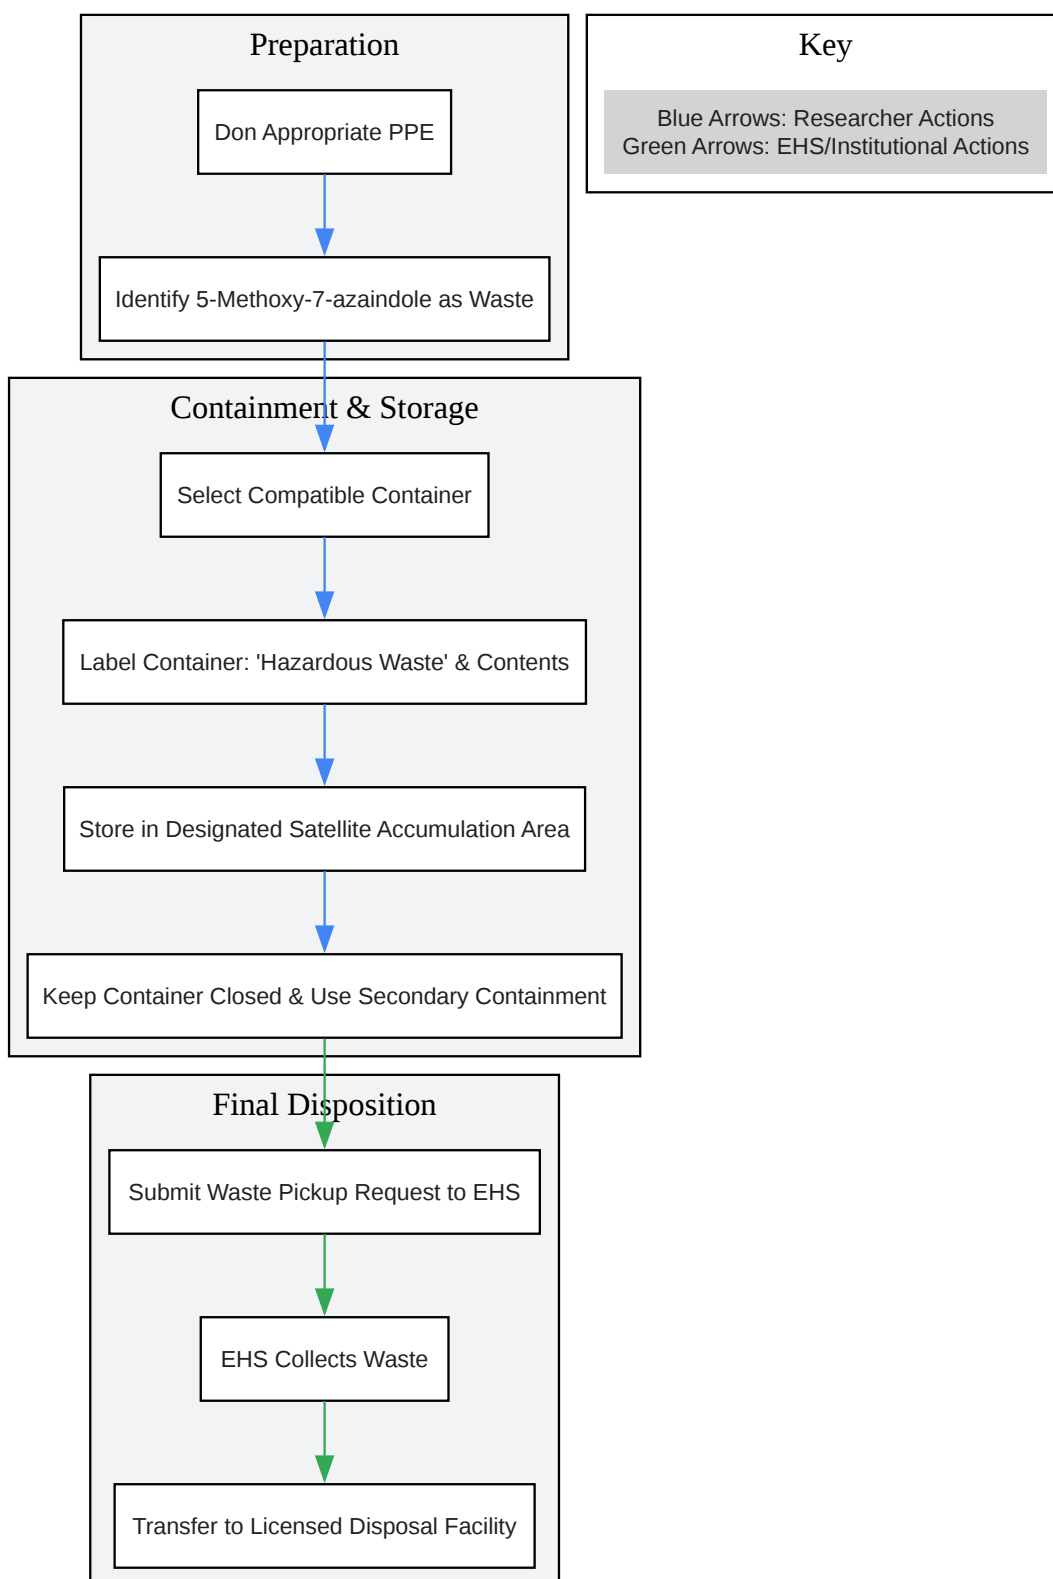 Preparation
Don Appropriate PPE
Identify 5-Methoxy-7-azaindole as Waste
Key
Blue Arrows: Researcher Actions
Green Arrows: EHS/Institutional Actions
Containment & Storage
Select Compatible Container
Label Container: 'Hazardous Waste' & Contents
Store in Designated Satellite Accumulation Area
Keep Container Closed & Use Secondary Containment
Final Disposition
Submit Waste Pickup Request to EHS
EHS Collects Waste
Transfer to Licensed Disposal Facility